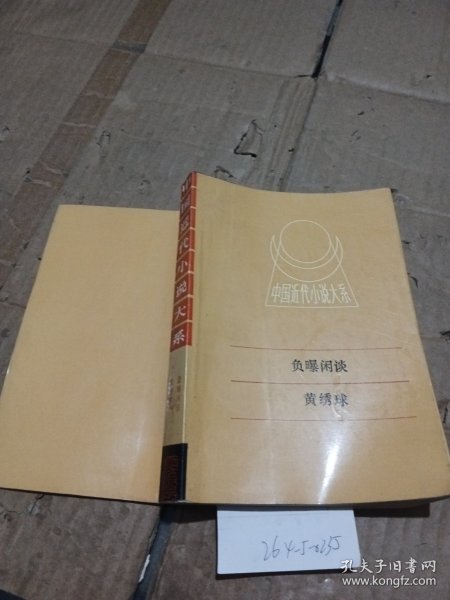 中国近代小说大系
中国近代小说大系
负曝闲谈
黄绣球
264-5-0235
孔夫子旧书网
www.kongfz.com